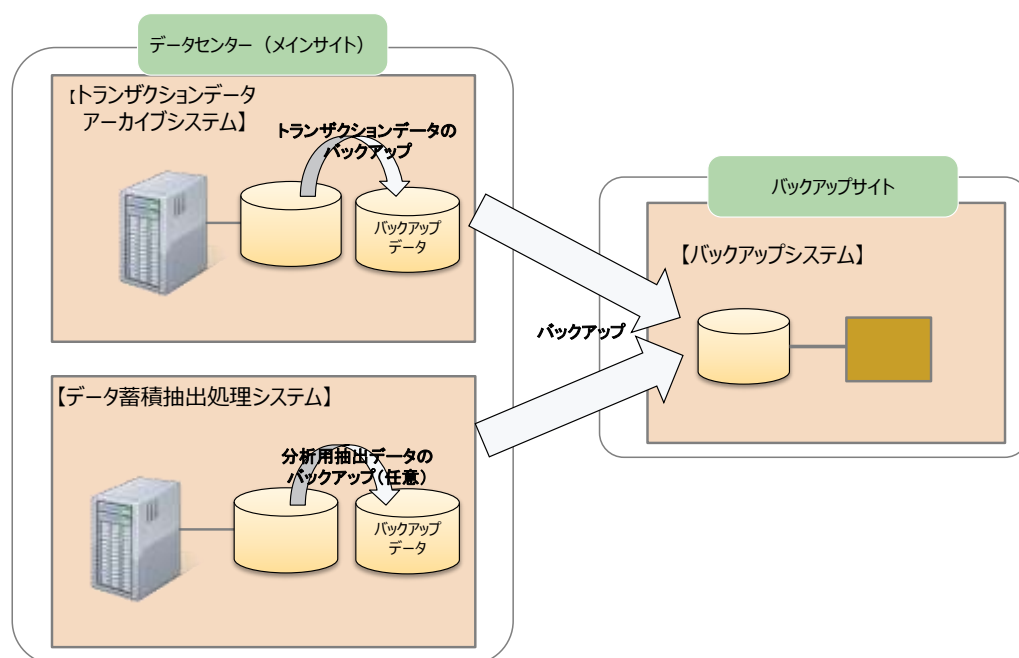 データセンター（メインサイト）
【トランザクションデータ
アーカイブシステム】
トランザクションデータの
バックアップ
バックアップ
データ
バックアップサイト
【バックアップシステム】
バックアップ
【データ蓄積抽出処理システム】
分析用抽出データの
バックアップ（任意）
バックアップ
データ